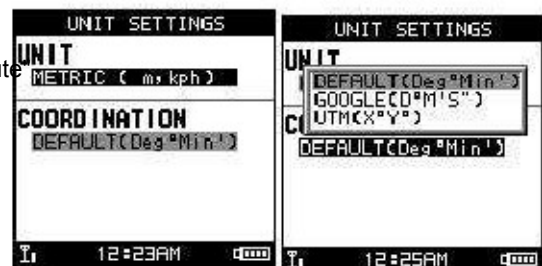 UNIT SETTINGS
UNIT
ute"
METRIC ( m, kph )
COORDINATION
DEFAULT(Deg°Min')
12:23AM
UNIT SETTINGS
UNIT
DEFAULT(Deg°Min')
GOOGLE(D°M'S")
UTM(X°Y°)
DEFAULT(Deg°Min')
12:25AM